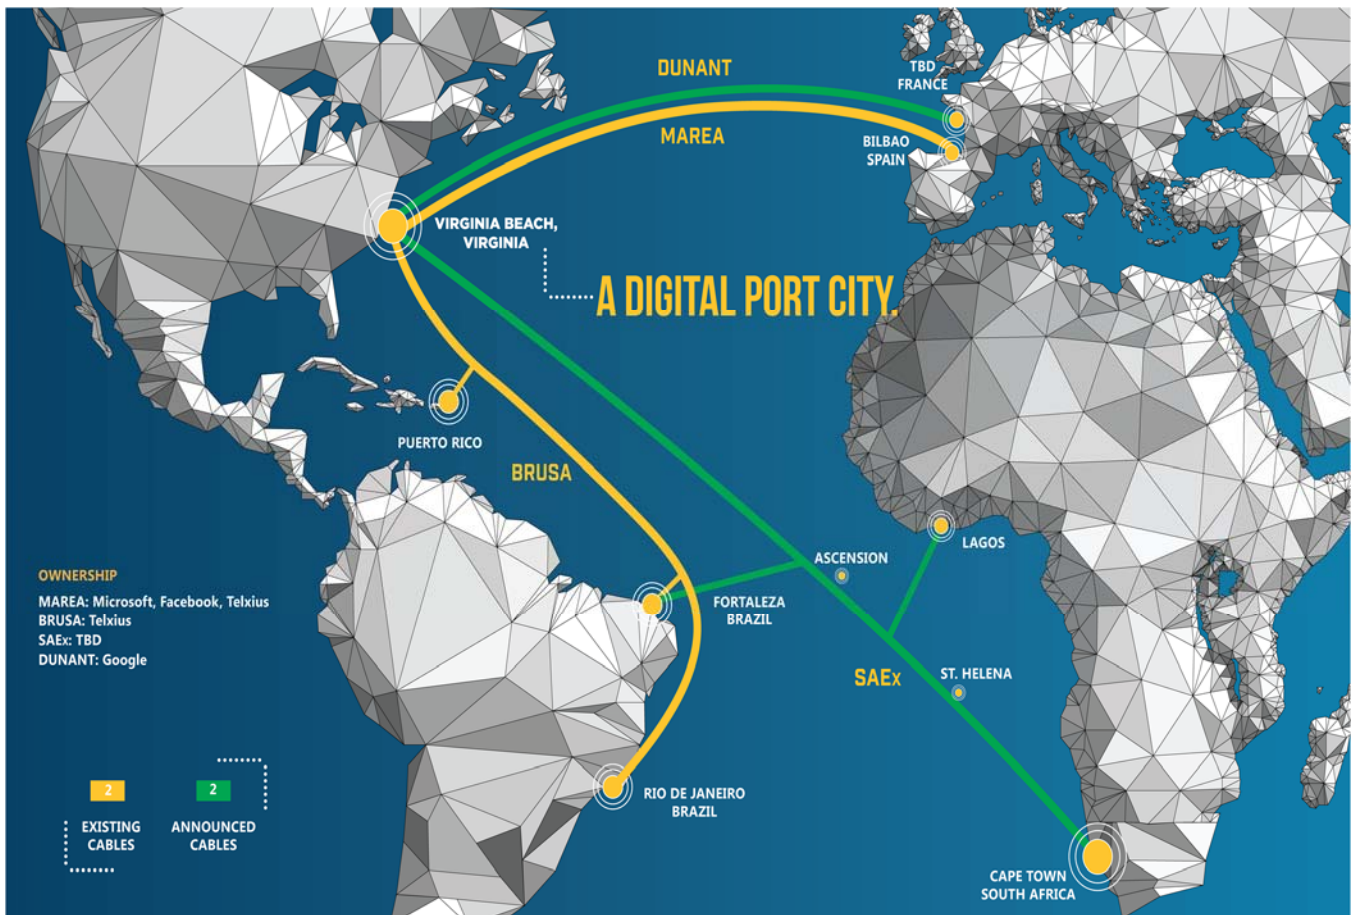 DUNANT
MAREA
TBD
FRANCE
BILBAO
SPAIN
VIRGINIA BEACH,
VIRGINIA
A DIGITAL PORT CITY.
PUERTO RICO
BRUSA
LAGOS
ASCENSION
FORTALEZA
BRAZIL
ST. HELENA
SAEx
RIO DE JANEIRO
BRAZIL
CAPE TOWN
SOUTH AFRICA
OWNERSHIP
MAREA: Microsoft, Facebook, Telxius
BRUSA: Telxius
SAEx: TBD
DUNANT: Google
2
EXISTING
CABLES
2
ANNOUNCED
CABLES